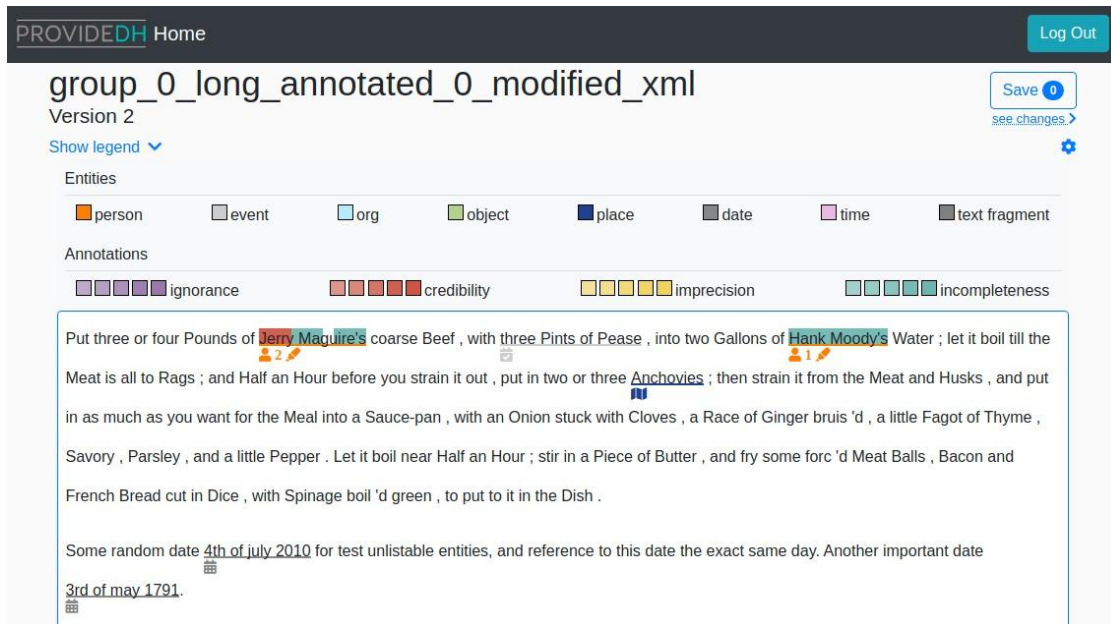 PROVIDEDH Home
Log Out
group_0_long_annotated_0_modified_xml
Save 0
Version 2
see changes
Show legend
Entities
person event org object place date time text fragment
Annotations
ignorance credibility imprecision incompleteness
Put three or four Pounds of Jerry Maguire's coarse Beef , with three Pints of Pease , into two Gallons of Hank Moody's Water ; let it boil till the
2 1
Meat is all to Rags ; and Half an Hour before you strain it out , put in two or three Anchovies ; then strain it from the Meat and Husks , and put
in as much as you want for the Meal into a Sauce-pan , with an Onion stuck with Cloves , a Race of Ginger bruis 'd , a little Fagot of Thyme ,
Savory , Parsley , and a little Pepper . Let it boil near Half an Hour ; stir in a Piece of Butter , and fry some forc 'd Meat Balls , Bacon and
French Bread cut in Dice , with Spinage boil 'd green , to put to it in the Dish .
Some random date 4th of july 2010 for test unlistable entities, and reference to this date the exact same day. Another important date
3rd of may 1791.